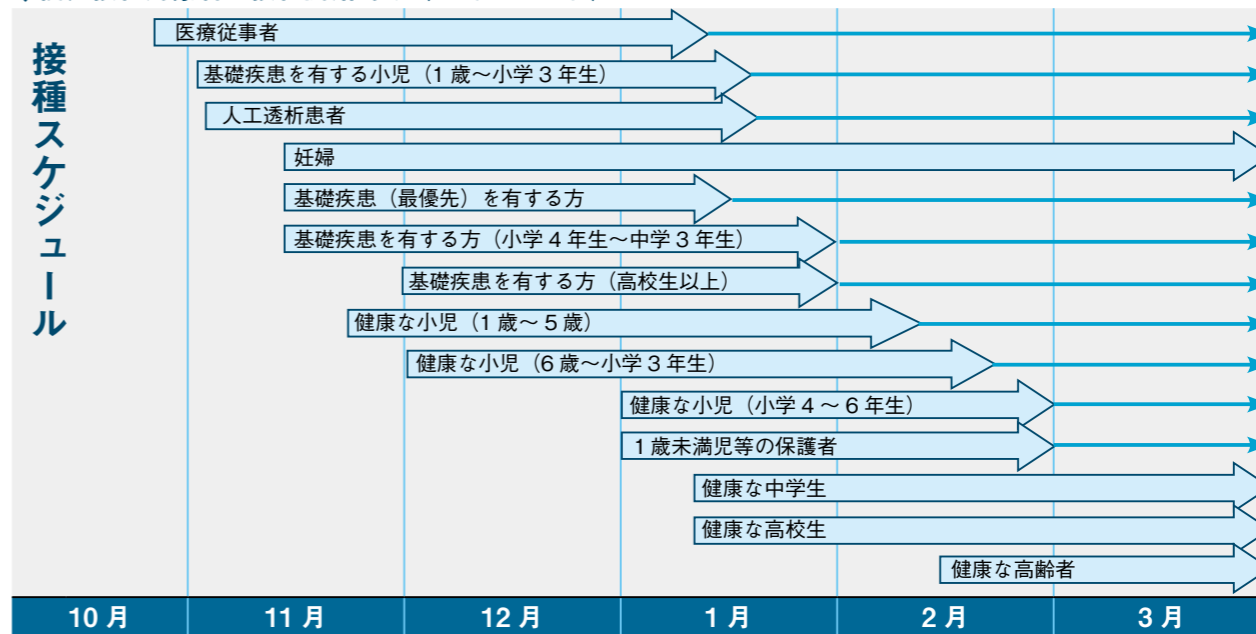 接種スケジュール
医療従事者
基礎疾患を有する小児（1歳～小学3年生）
人工透析患者
妊婦
基礎疾患（最優先）を有する方
基礎疾患を有する方（小学4年生～中学3年生）
基礎疾患を有する方（高校生以上）
健康な小児（1歳～5歳）
健康な小児（6歳～小学3年生）
健康な小児（小学4～6年生）
1歳未満児等の保護者
健康な中学生
健康な高校生
健康な高齢者
10月 11月 12月 1月 2月 3月